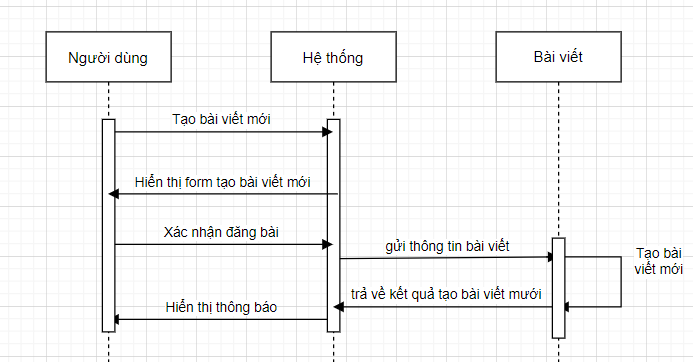 Người dùng
Hệ thống
Bài viết
Tạo bài viết mới
Hiển thị form tạo bài viết mới
Xác nhận đăng bài
gửi thông tin bài viết
Tạo bài
viết mới
trả về kết quả tạo bài viết mưới
Hiển thị thông báo